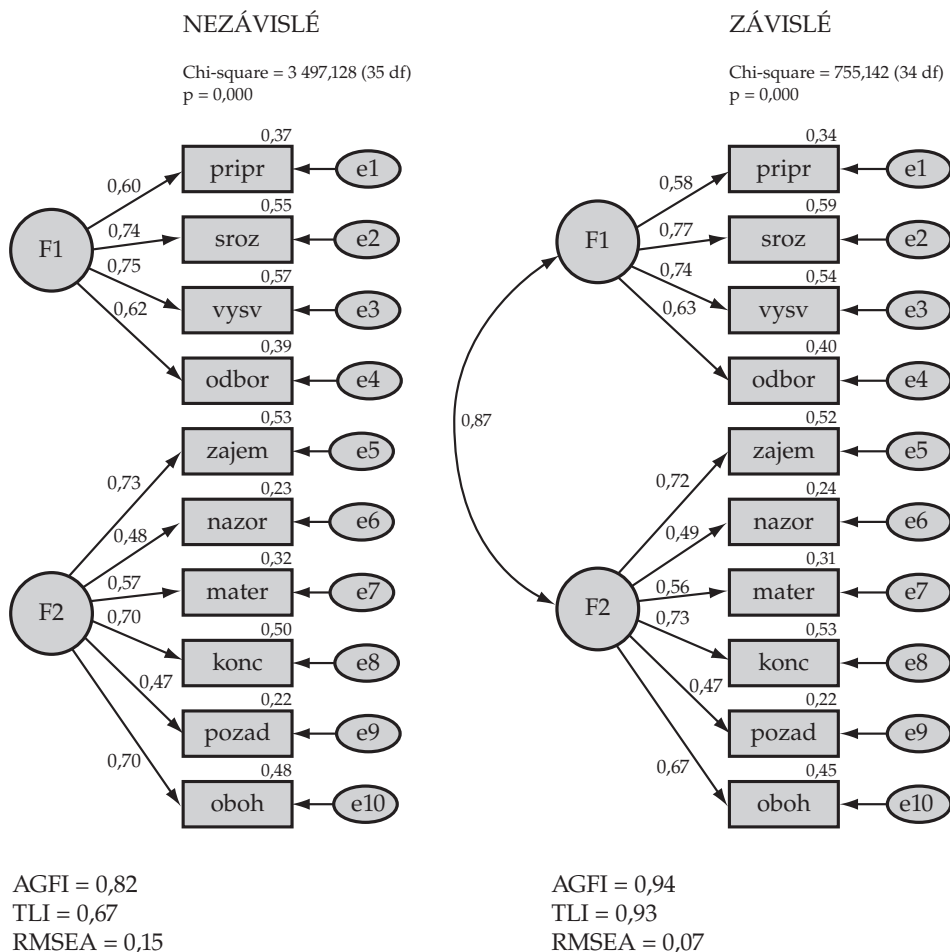 NEZÁVISLÉ
Chi-square = 3 497,128 (35 df)
p = 0,000
0,37
pripr
e1
0,60
0,55
sroz
e2
0,74
F1
0,75
0,57
vysv
e3
0,62
0,39
odbor
e4
0,53
zajem
e5
0,73
0,23
nazor
e6
0,48
0,32
mater
e7
0,57
F2
0,70
0,50
konc
e8
0,47
0,22
pozad
e9
0,70
0,48
oboh
e10
AGFI = 0,82
TLI = 0,67
RMSEA = 0,15
ZÁVISLÉ
Chi-square = 755,142 (34 df)
p = 0,000
0,34
pripr
e1
0,58
0,59
sroz
e2
0,77
F1
0,74
0,54
vysv
e3
0,63
0,40
odbor
e4
0,87
0,52
zajem
e5
0,72
0,24
nazor
e6
0,49
0,31
mater
e7
0,56
F2
0,73
0,53
konc
e8
0,47
0,22
pozad
e9
0,67
0,45
oboh
e10
AGFI = 0,94
TLI = 0,93
RMSEA = 0,07